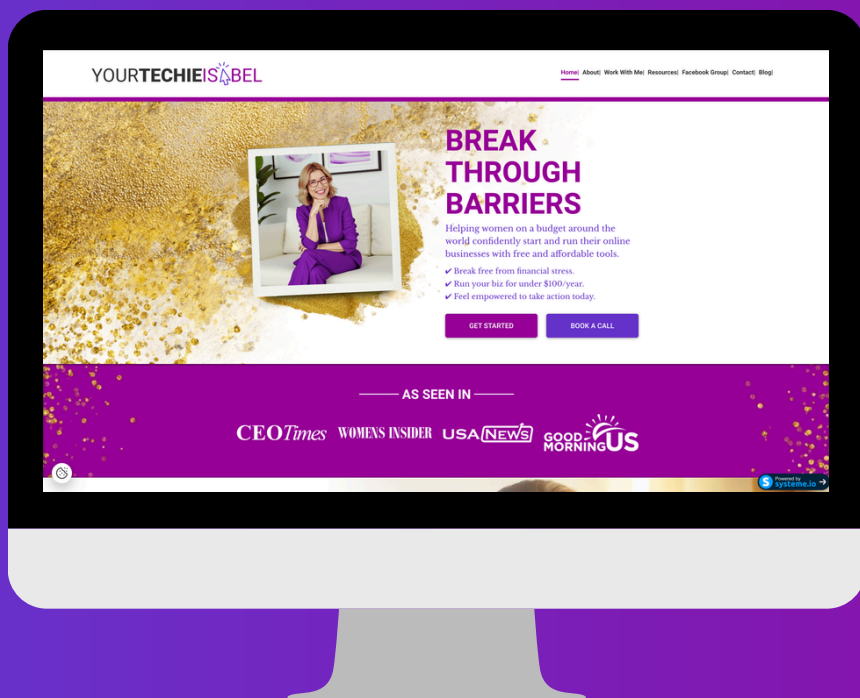 YOURTECHIEISABEL
Home| About| Work With Me| Resources| Facebook Group| Contact| Blog|
BREAK
THROUGH
BARRIERS
Helping women on a budget around the
world confidently start and run their online
businesses with free and affordable tools.
✔ Break free from financial stress.
✔ Run your biz for under $100/year.
✔ Feel empowered to take action today.
GET STARTED BOOK A CALL
AS SEEN IN
CEOTimes WOMENS INSIDER USA NEWS GOOD MORNING US
S Powered by
systeme.io →